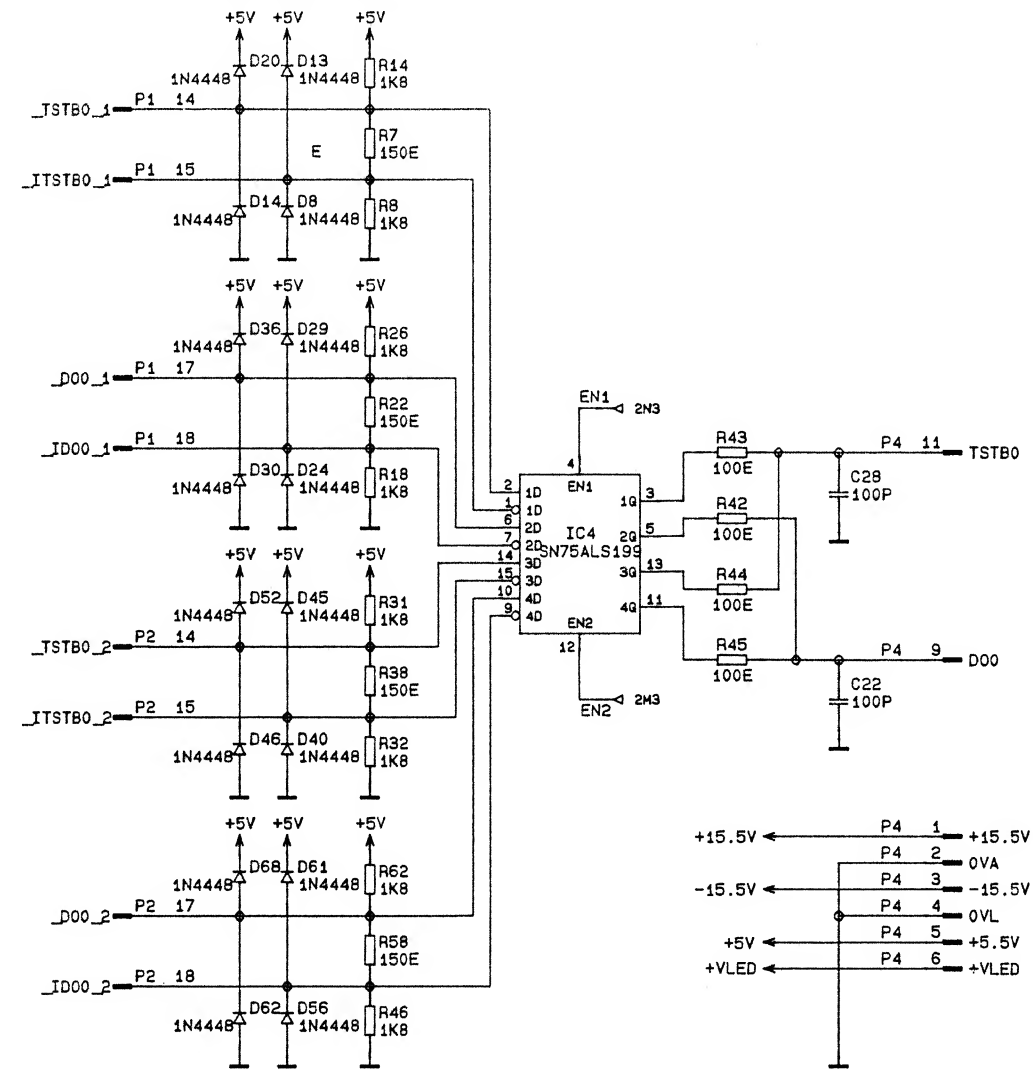 +5V +5V +5V
D20 D13 R14
1N4448 1N4448 1K8
_TSTB0_1 P1 14
R7
150E
E
_ITSTB0_1 P1 15
D14 D8 R8
1N4448 1N4448 1K8
+5V +5V +5V
D36 D29 R26
1N4448 1N4448 1K8
_D00_1 P1 17
R22
150E
_ID00_1 P1 18
D30 D24 R18
1N4448 1N4448 1K8
+5V +5V +5V
D52 D45 R31
1N4448 1N4448 1K8
_TSTB0_2 P2 14
R38
150E
_ITSTB0_2 P2 15
D46 D40 R32
1N4448 1N4448 1K8
+5V +5V +5V
D68 D61 R62
1N4448 1N4448 1K8
_D00_2 P2 17
R58
150E
_ID00_2 P2 18
D62 D56 R46
1N4448 1N4448 1K8
EN1 2N3
4
EN1
2 1D 1Q 3
1 1D
6 2D 2Q 5
7 2D
IC4
SN75ALS199
14 3D 3Q 13
15 3D
10 4D 4Q 11
9 4D
EN2
12
EN2 2M3
R43
100E
P4 11 TSTB0
C28
100P
R42
100E
R44
100E
R45
100E
P4 9 D00
C22
100P
+15.5V P4 1 +15.5V
P4 2 0VA
-15.5V P4 3 -15.5V
P4 4 0VL
+5V P4 5 +5.5V
+VLED P4 6 +VLED